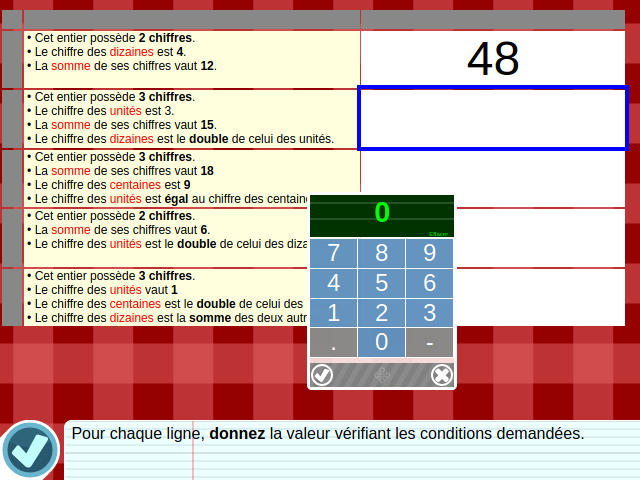 • Cet entier possède 2 chiffres.
• Le chiffre des dizaines est 4.
• La somme de ses chiffres vaut 12.
48
• Cet entier possède 3 chiffres.
• Le chiffre des unités est 3.
• La somme de ses chiffres vaut 15.
• Le chiffre des dizaines est le double de celui des unités.
• Cet entier possède 3 chiffres.
• La somme de ses chiffres vaut 18
• Le chiffre des centaines est 9
• Le chiffre des unités est égal au chiffre des centaine
• Cet entier possède 2 chiffres.
• La somme de ses chiffres vaut 6.
• Le chiffre des unités est le double de celui des diza
• Cet entier possède 3 chiffres.
• Le chiffre des unités vaut 1
• Le chiffre des centaines est le double de celui des
• Le chiffre des dizaines est la somme des deux autr
0
Effacer
7 8 9
4 5 6
1 2 3
. 0 -
Pour chaque ligne, donnez la valeur vérifiant les conditions demandées.